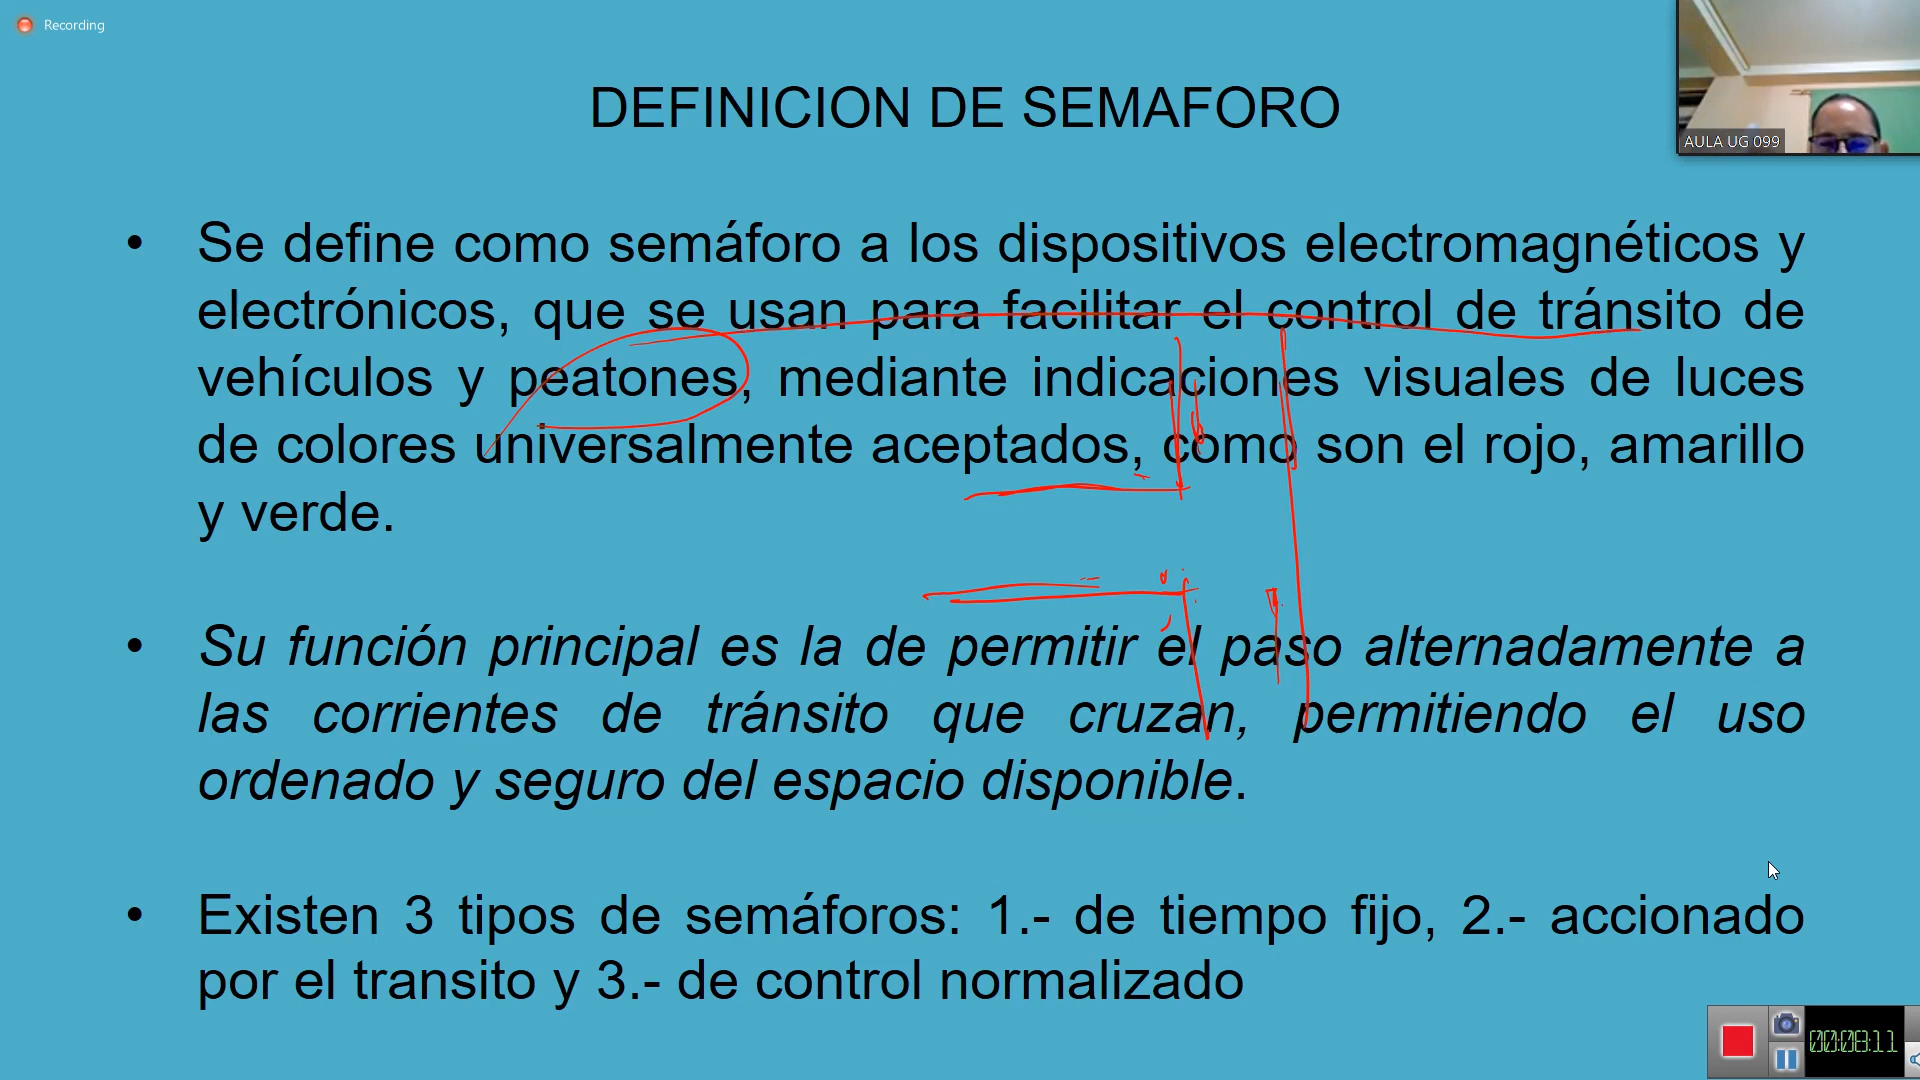 Recording
DEFINICION DE SEMAFORO
AULA UG 099
• Se define como semáforo a los dispositivos electromagnéticos y
electrónicos, que se usan para facilitar el control de tránsito de
vehículos y peatones, mediante indicaciones visuales de luces
de colores universalmente aceptados, como son el rojo, amarillo
y verde.
• Su función principal es la de permitir el paso alternadamente a
las corrientes de tránsito que cruzan, permitiendo el uso
ordenado y seguro del espacio disponible.
• Existen 3 tipos de semáforos: 1.- de tiempo fijo, 2.- accionado
por el transito y 3.- de control normalizado
00:08:11